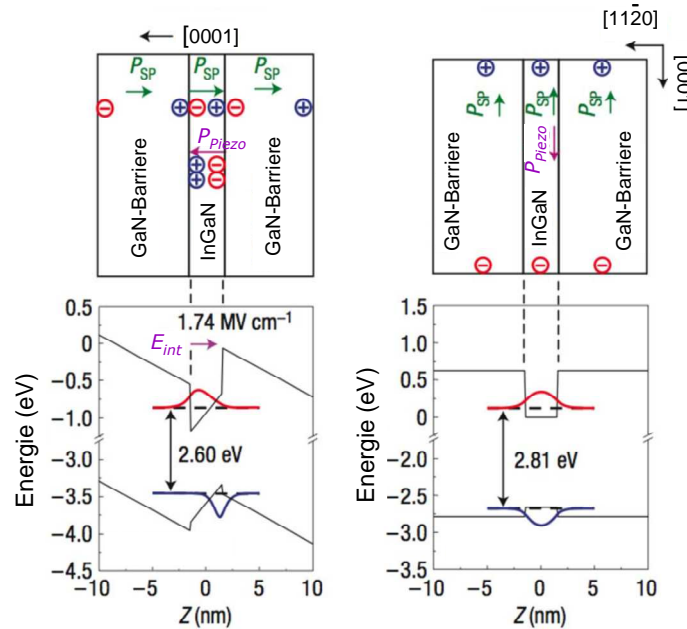 [0001]
P_SP P_SP P_SP
P_Piezo
GaN-Barriere
InGaN
GaN-Barriere
[112̄0]
[1̄000]
P_SP P_SP P_SP
P_Piezo
GaN-Barriere
InGaN
GaN-Barriere
Energie (eV)
0.5
0
−0.5
−1.0
−3.0
−3.5
−4.0
−4.5
1.74 MV cm⁻¹
E_int
2.60 eV
−10 −5 0 5 10
Z (nm)
Energie (eV)
1.5
1.0
0.5
0
−2.0
−2.5
−3.0
−3.5
2.81 eV
−10 −5 0 5 10
Z (nm)